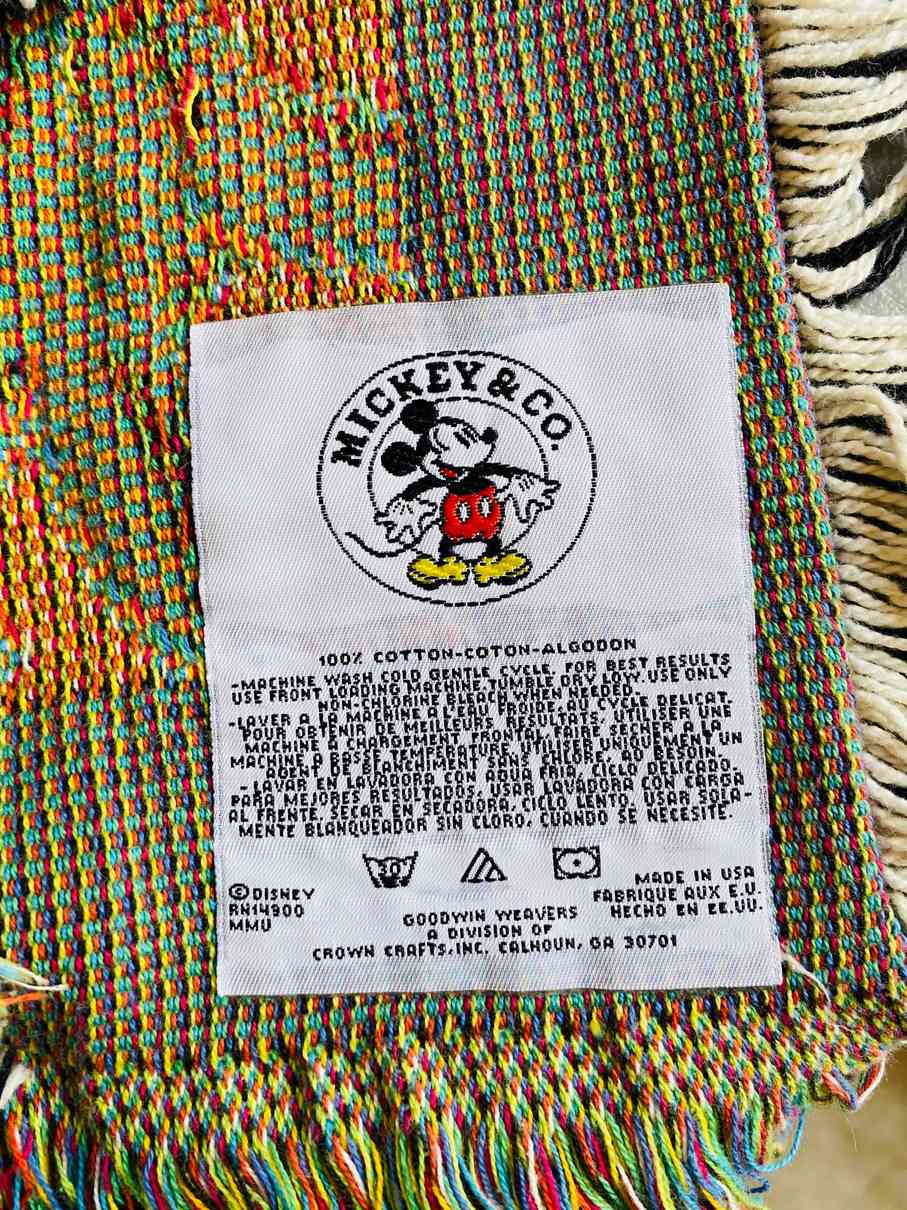 MICKEY & CO.
100% COTTON-COTON-ALGODON
-MACHINE WASH COLD GENTLE CYCLE, FOR BEST RESULTS
USE FRONT LOADING MACHINE.TUMBLE DRY LOW.USE ONLY
NON-CHLORINE BLEACH WHEN NEEDED.
-LAVER A LA MACHINE A L'EAU FROIDE, AU CYCLE DELICAT.
POUR OBTENIR DE MEILLEURS RESULTATS, UTILISER UNE
MACHINE A CHARGEMENT FRONTAL. FAIRE SECHER A LA
MACHINE A BASSE TEMPERATURE. UTILISER UNIQUEMENT UN
AGENT DE BLANCHIMENT SANS CHLORE, AU BESOIN.
-LAVAR EN LAVADORA CON AQUA FRIA, CICLO DELICADO.
PARA MEJORES RESULTADOS, USAR LAVADORA CON CARGA
AL FRENTE. SECAR EN SECADORA, CICLO LENTO. USAR SOLA-
MENTE BLANQUEADOR SIN CLORO, CUANDO SE NECESITE.
30°
©DISNEY
RN14900
MMU
GOODWIN WEAVERS
A DIVISION OF
CROWN CRAFTS,INC. CALHOUN, GA 30701
MADE IN USA
FABRIQUE AUX E.U.
HECHO EN EE.UU.